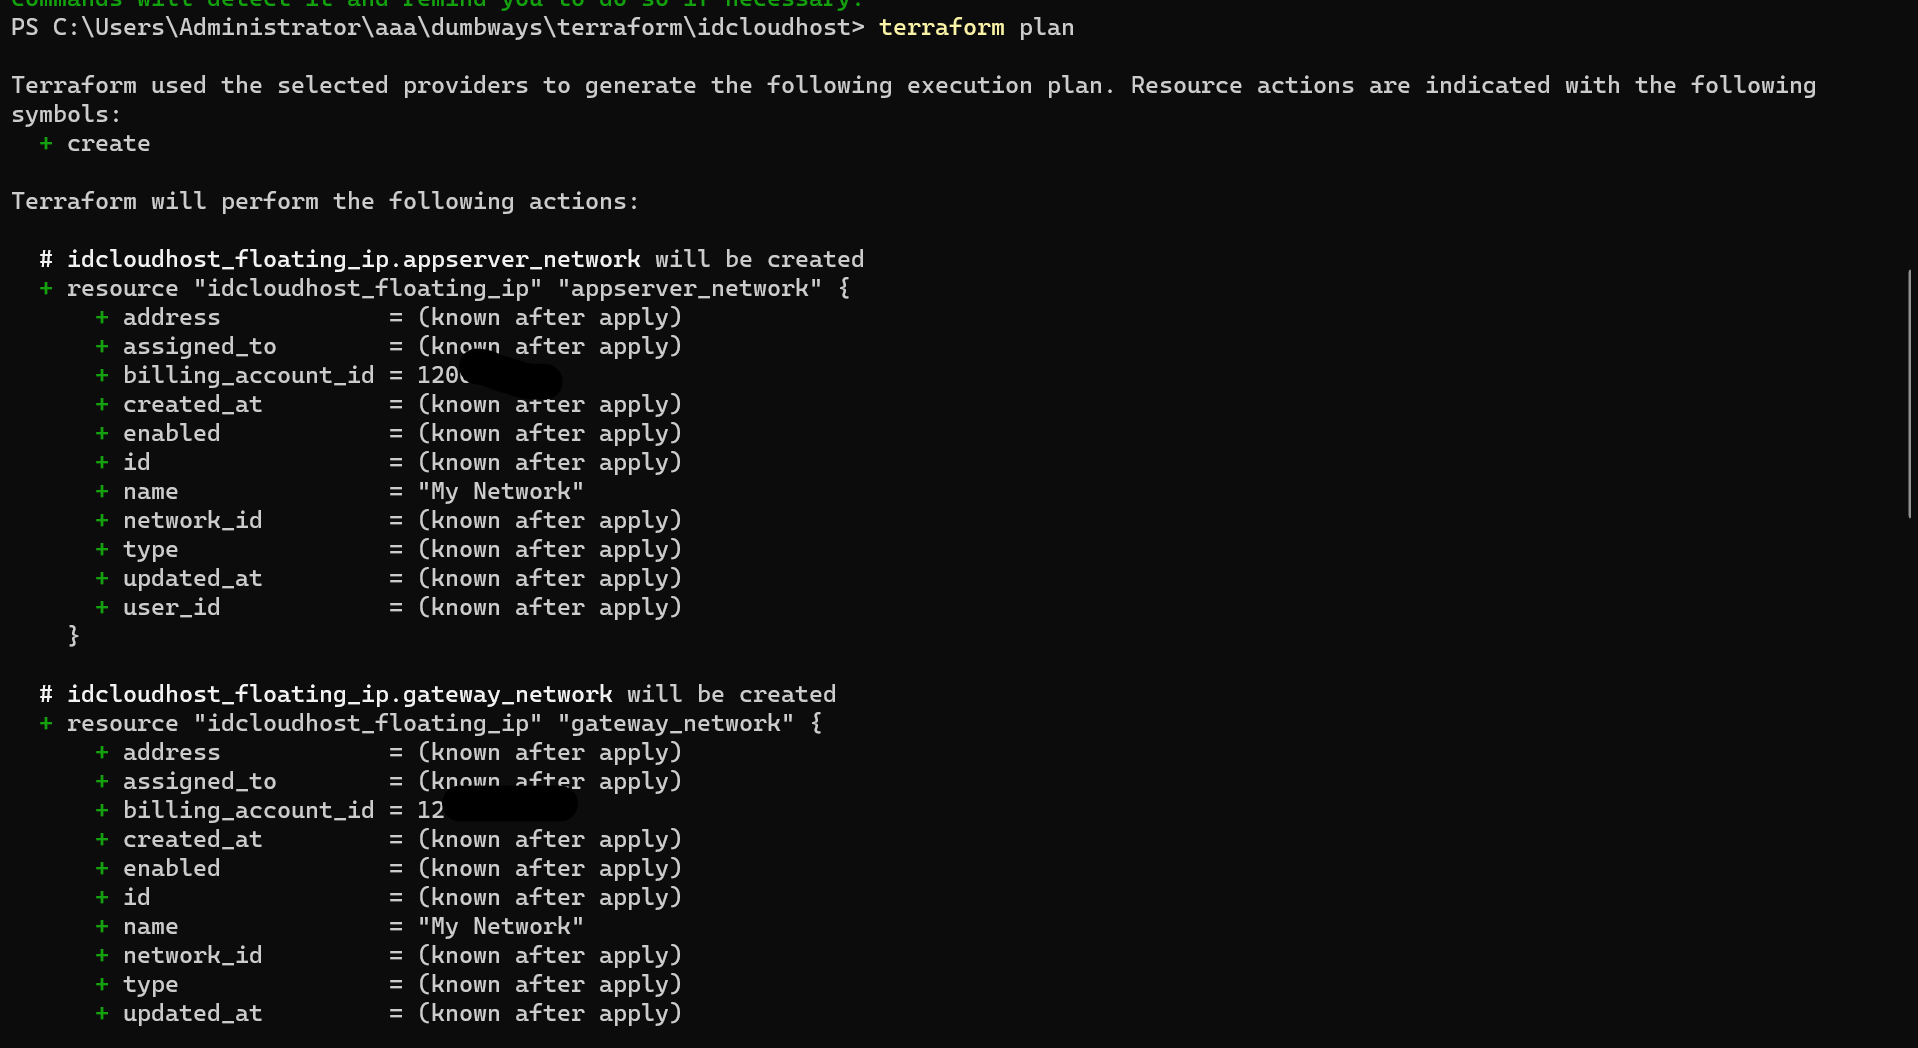 commands will detect it and remind you to do so if necessary.
PS C:\Users\Administrator\aaa\dumbways\terraform\idcloudhost> terraform plan
Terraform used the selected providers to generate the following execution plan. Resource actions are indicated with the following
symbols:
  + create
Terraform will perform the following actions:
  # idcloudhost_floating_ip.appserver_network will be created
  + resource "idcloudhost_floating_ip" "appserver_network" {
      + address            = (known after apply)
      + assigned_to        = (known after apply)
      + billing_account_id = 120
      + created_at         = (known after apply)
      + enabled            = (known after apply)
      + id                 = (known after apply)
      + name               = "My Network"
      + network_id         = (known after apply)
      + type               = (known after apply)
      + updated_at         = (known after apply)
      + user_id            = (known after apply)
    }
  # idcloudhost_floating_ip.gateway_network will be created
  + resource "idcloudhost_floating_ip" "gateway_network" {
      + address            = (known after apply)
      + assigned_to        = (known after apply)
      + billing_account_id = 12
      + created_at         = (known after apply)
      + enabled            = (known after apply)
      + id                 = (known after apply)
      + name               = "My Network"
      + network_id         = (known after apply)
      + type               = (known after apply)
      + updated_at         = (known after apply)